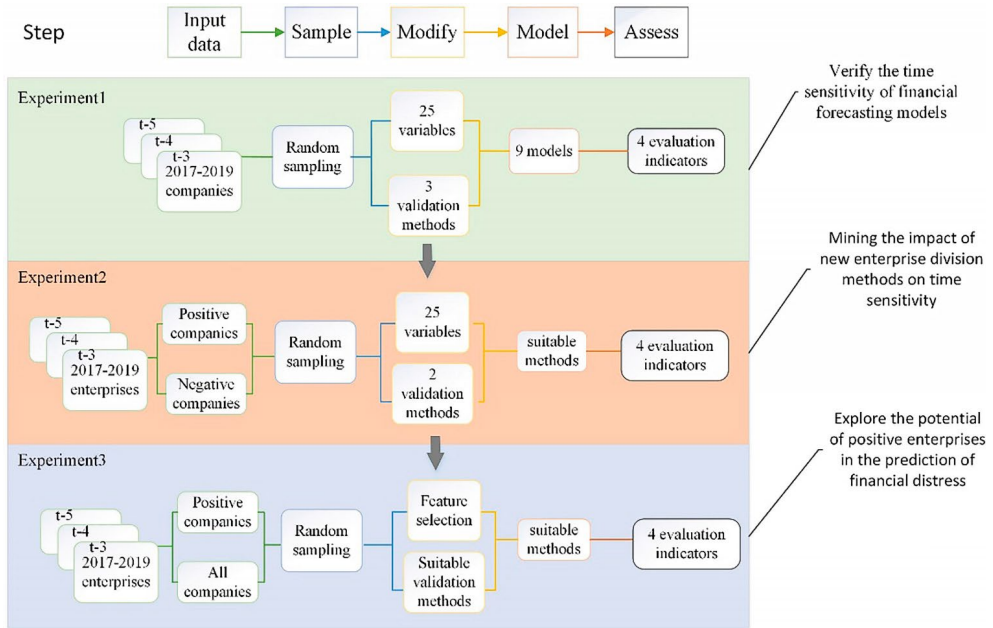 Step
Input
data
Sample
Modify
Model
Assess
Experiment1
t-5
t-4
t-3
2017-2019
companies
Random
sampling
25
variables
3
validation
methods
9 models
4 evaluation
indicators
Verify the time
sensitivity of financial
forecasting models
Experiment2
t-5
t-4
t-3
2017-2019
enterprises
Positive
companies
Negative
companies
Random
sampling
25
variables
2
validation
methods
suitable
methods
4 evaluation
indicators
Mining the impact of
new enterprise division
methods on time
sensitivity
Experiment3
t-5
t-4
t-3
2017-2019
enterprises
Positive
companies
All
companies
Random
sampling
Feature
selection
Suitable
validation
methods
suitable
methods
4 evaluation
indicators
Explore the potential
of positive enterprises
in the prediction of
financial distress